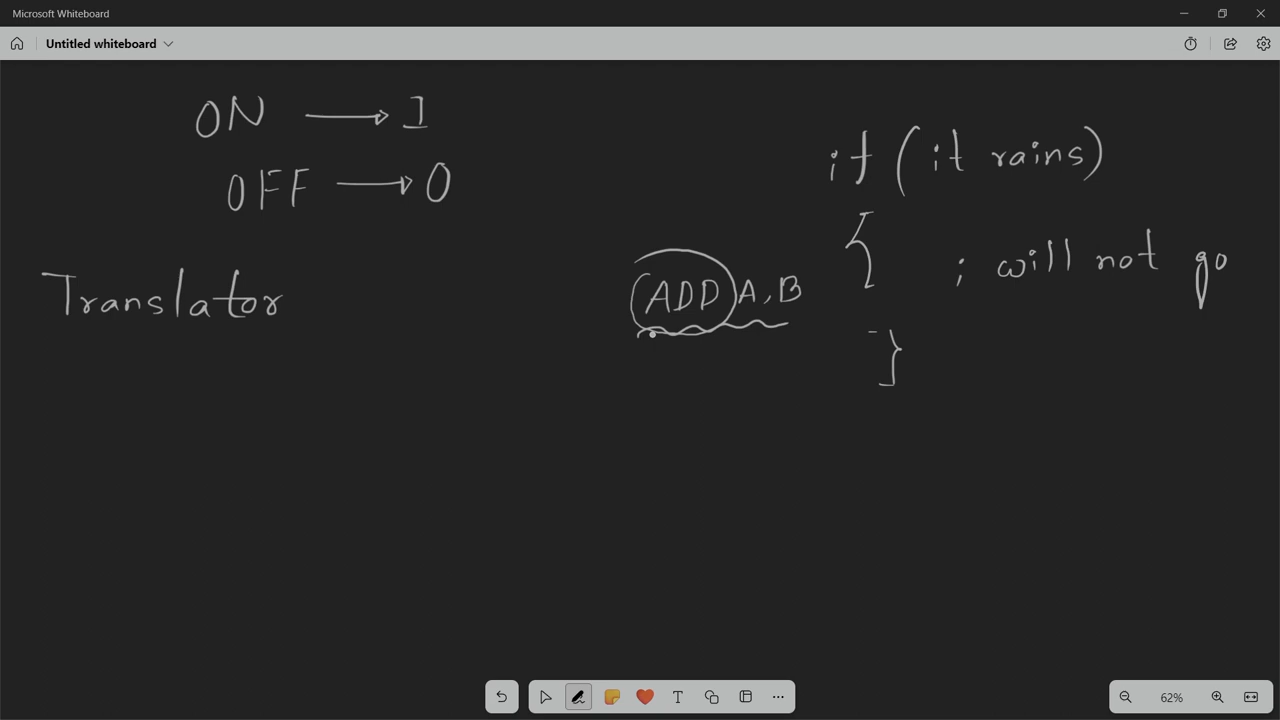 Microsoft Whiteboard
Untitled whiteboard
ON → 1
OFF → 0
Translator
ADD A, B
if (it rains)
{
i will not go
}
62%